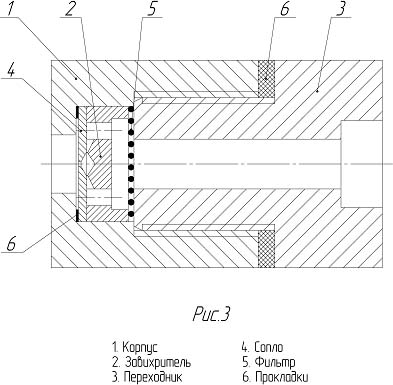 1 2 5 6 3
4
6
Рис.3
1. Корпус 4. Сопло
2. Завихритель 5. Фильтр
3. Переходник 6. Прокладки